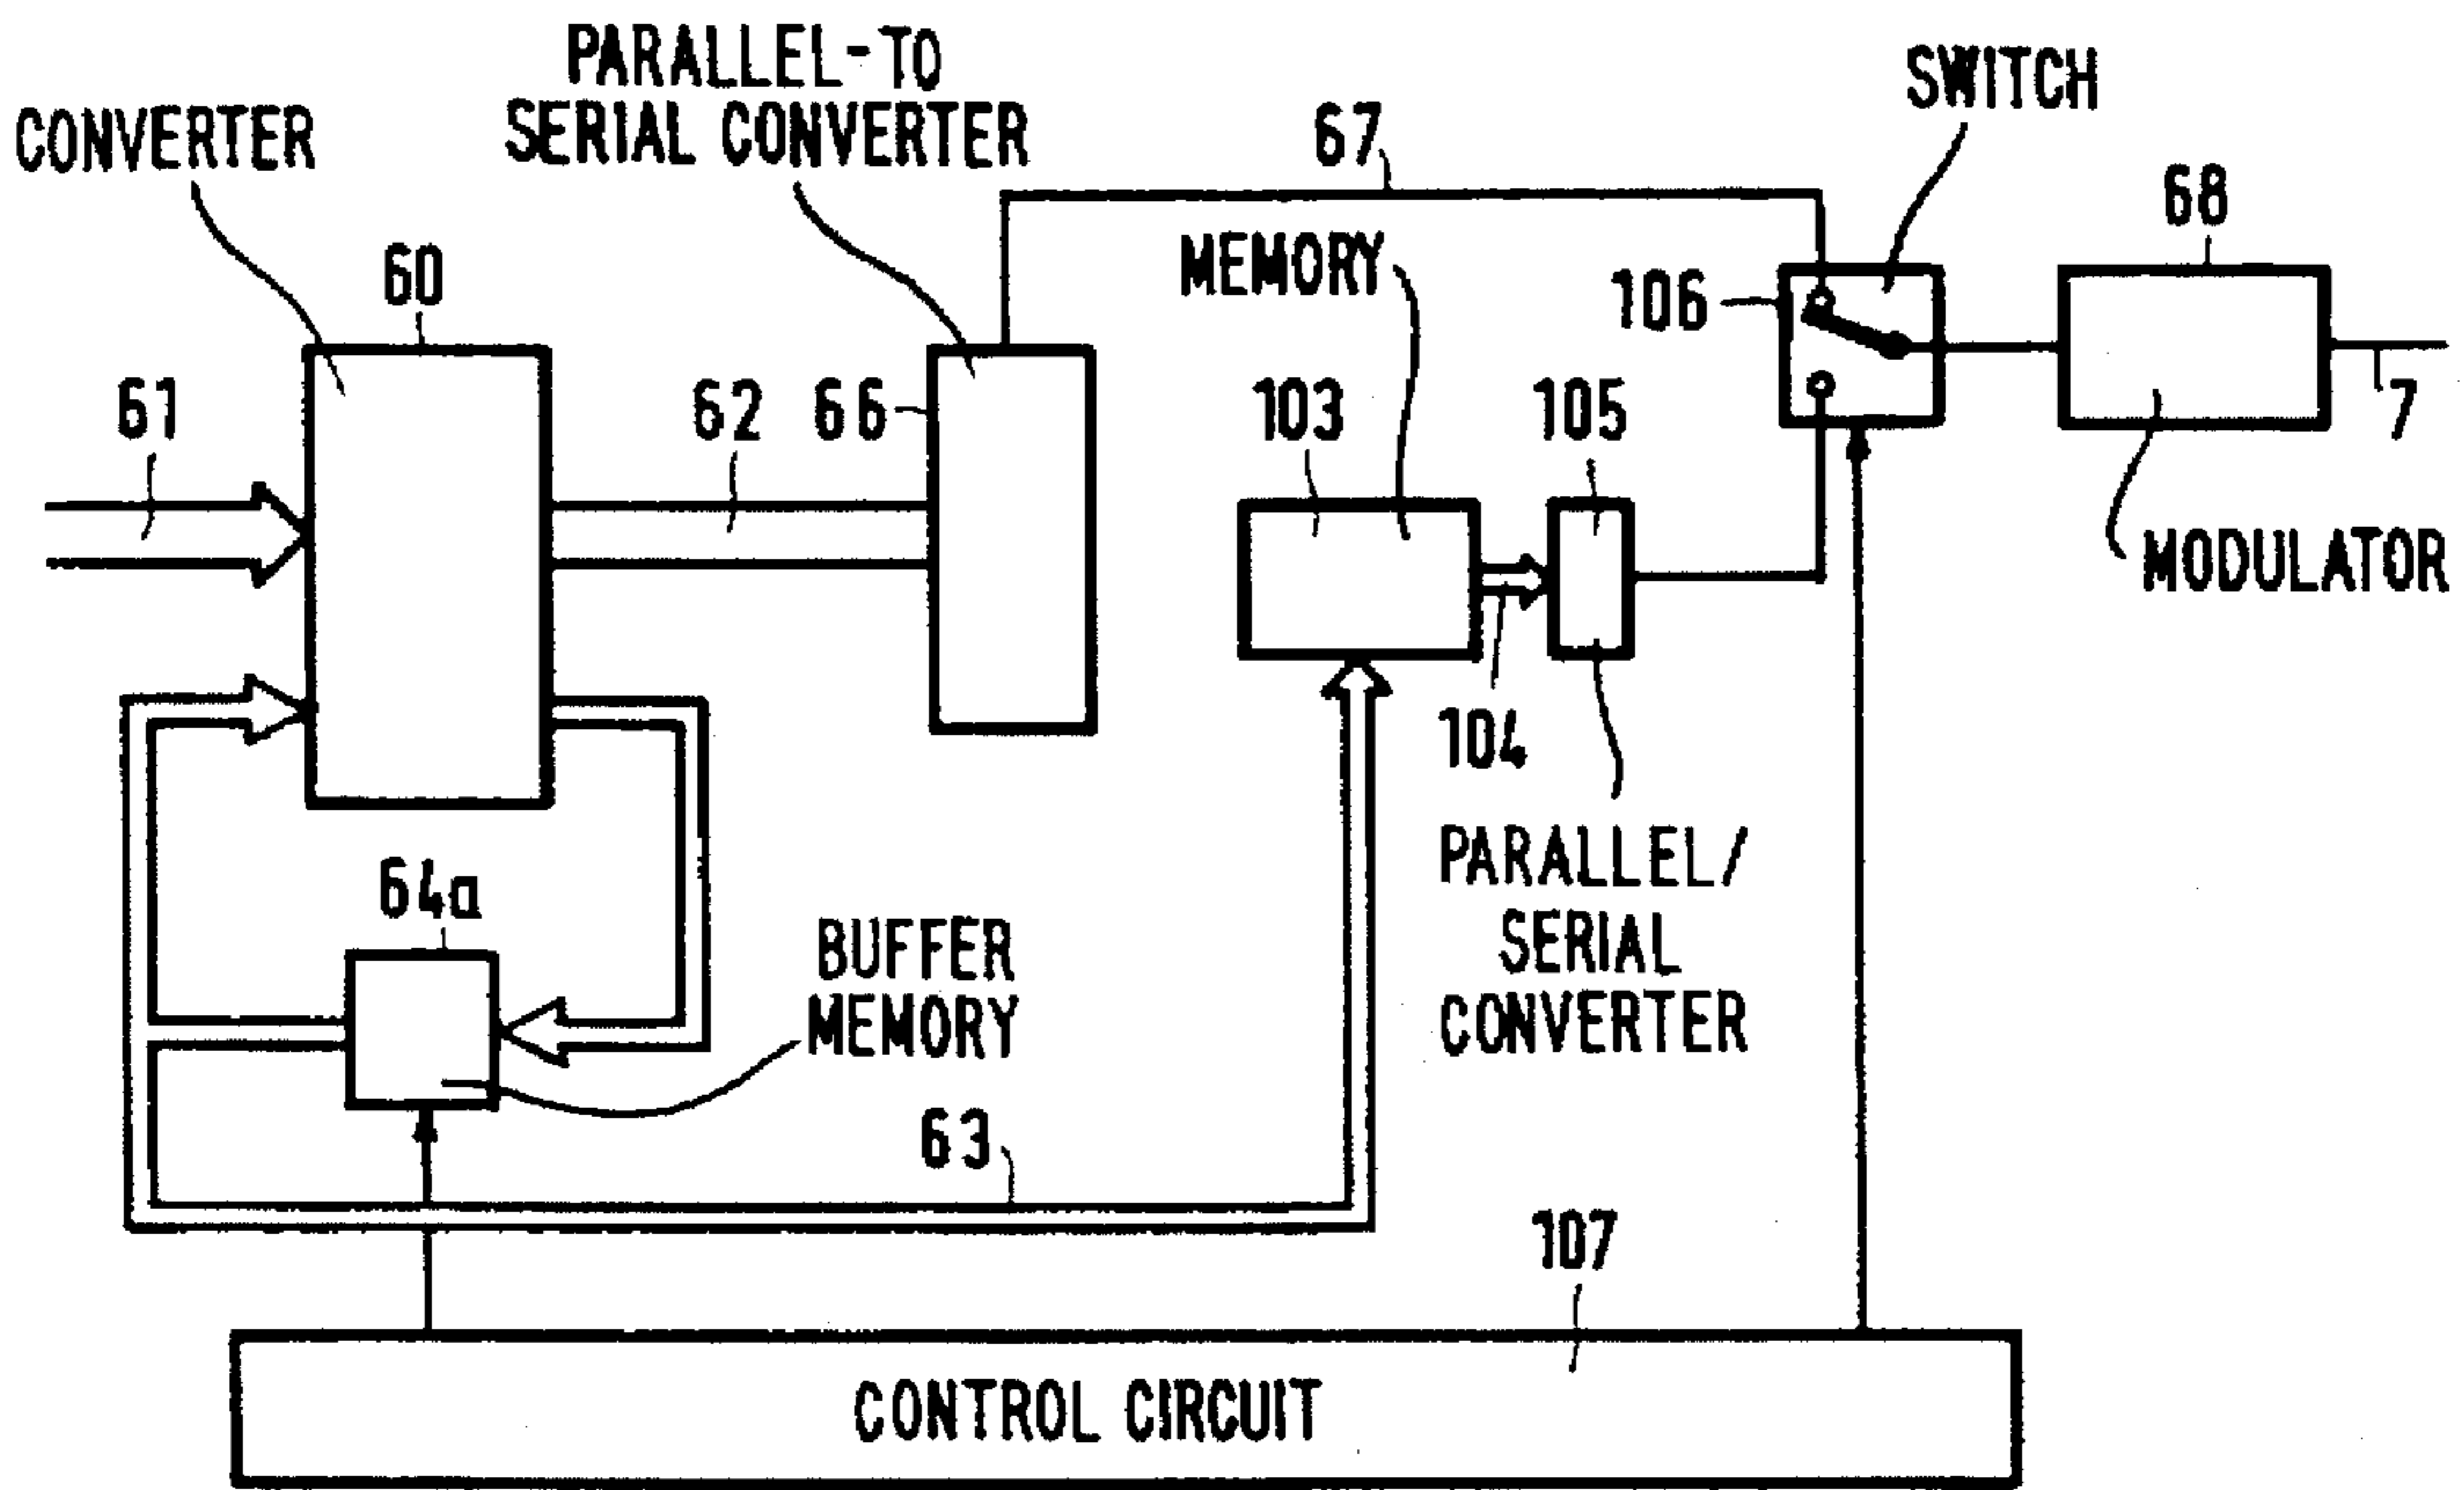 PARALLEL-TO
SERIAL CONVERTER
CONVERTER
SWITCH
67
68
MEMORY
60
106
61
62
66
103
105
7
MODULATOR
104
PARALLEL/
SERIAL
CONVERTER
64a
BUFFER
MEMORY
63
107
CONTROL CIRCUIT